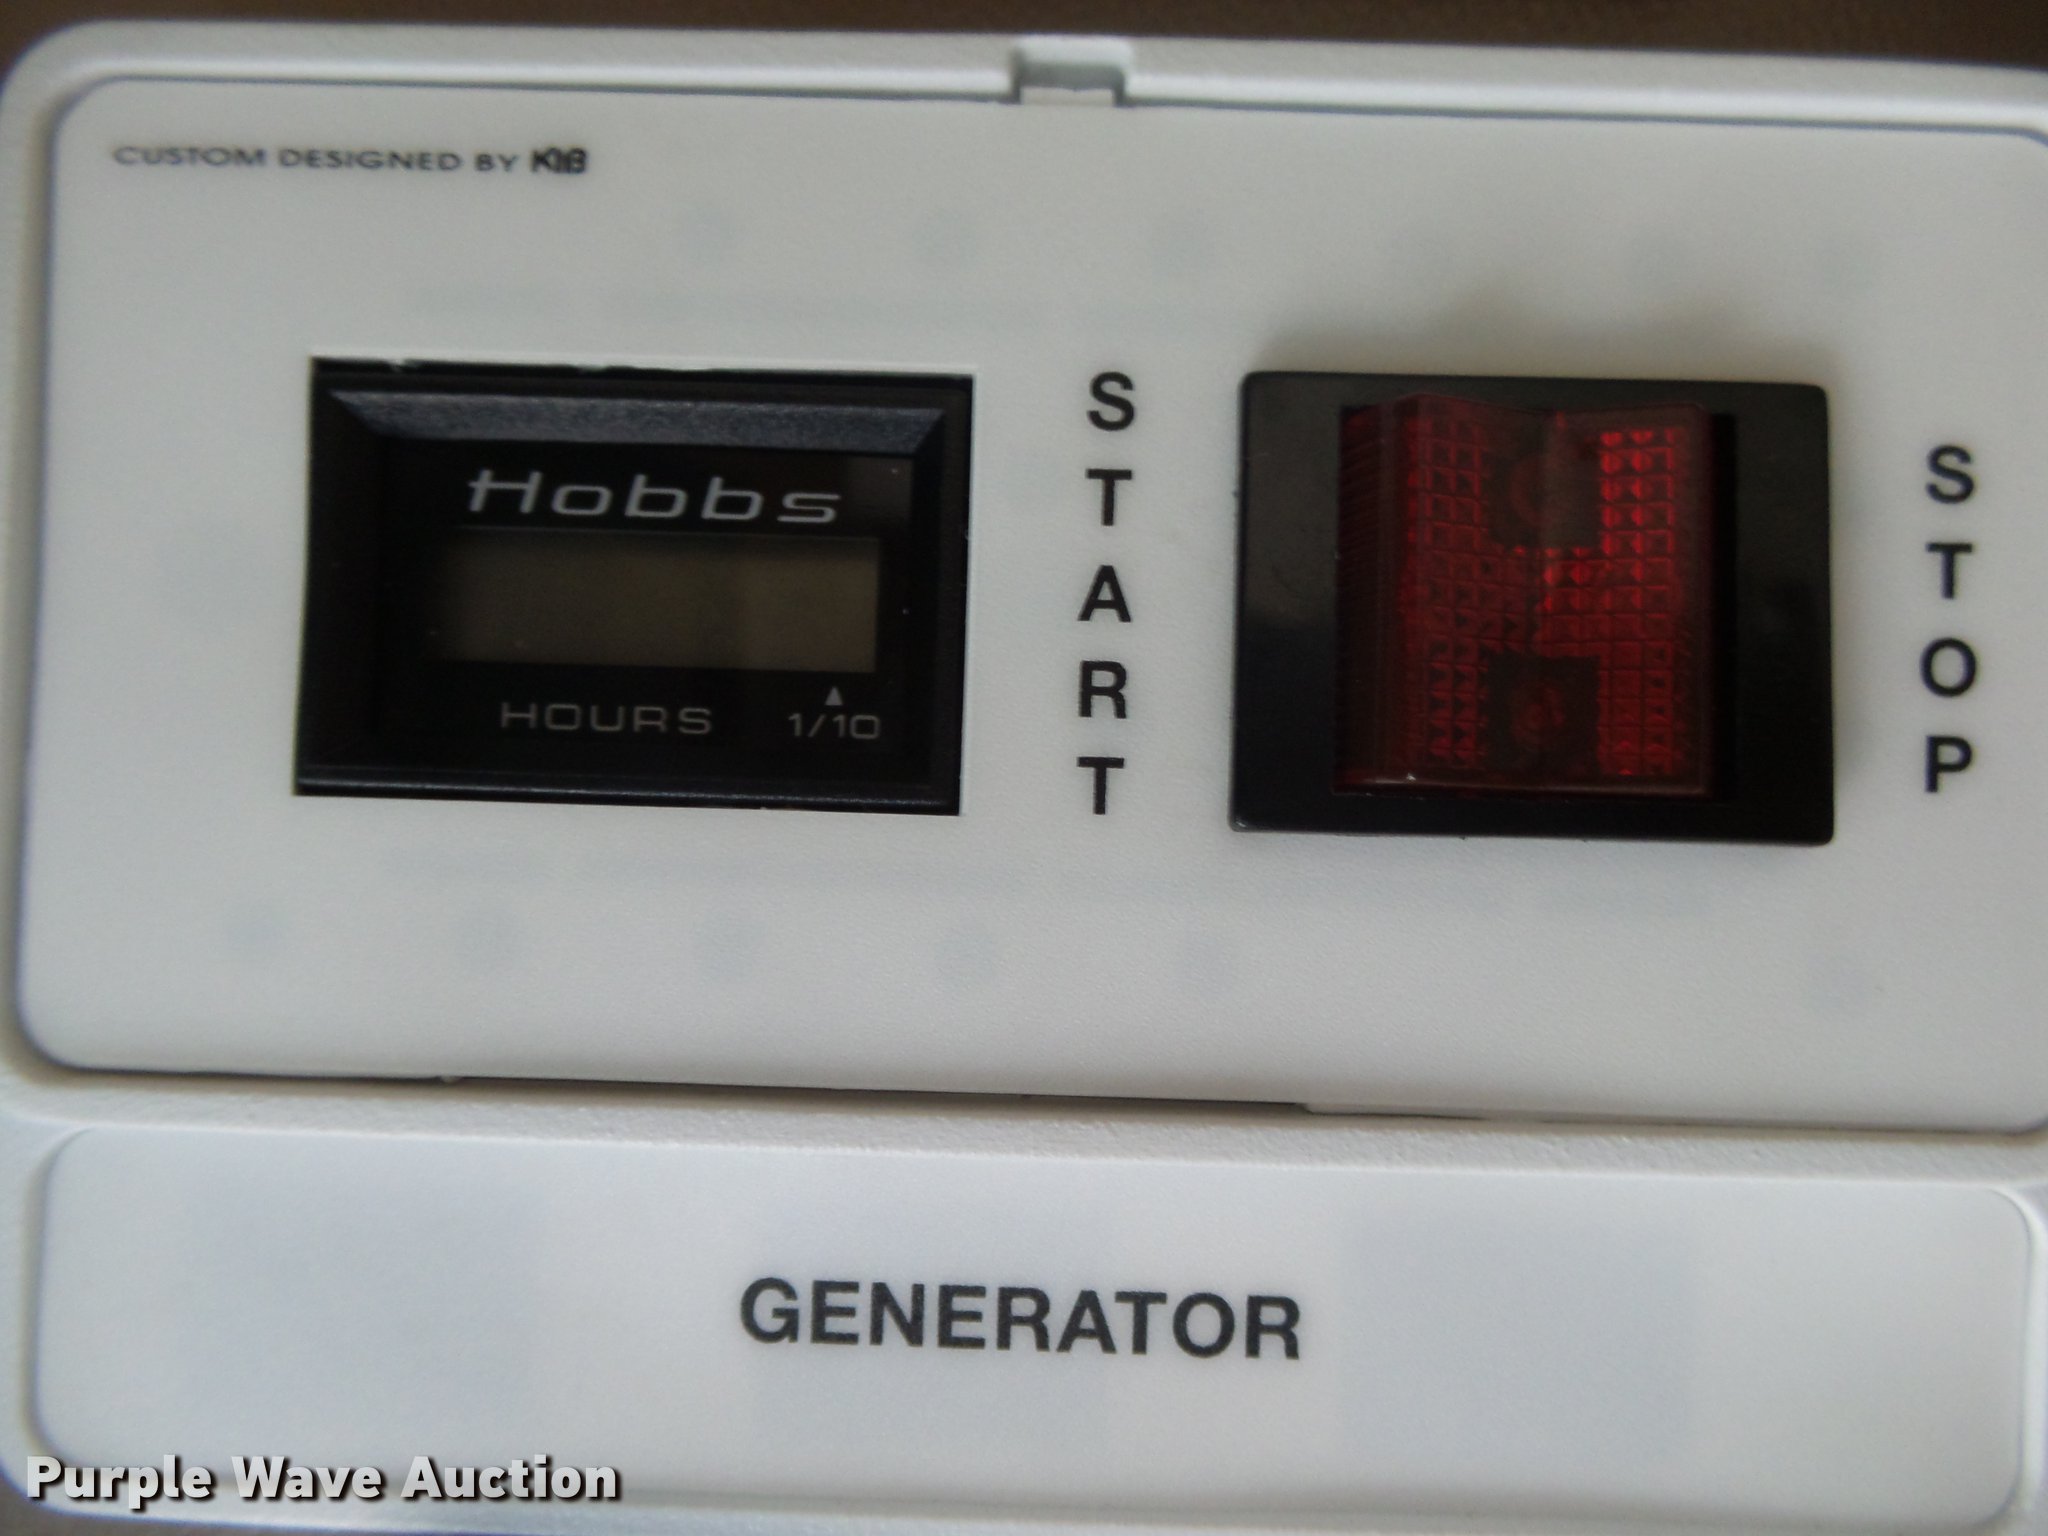 CUSTOM DESIGNED BY KIB
Hobbs
HOURS 1/10
START
STOP
GENERATOR
Purple Wave Auction